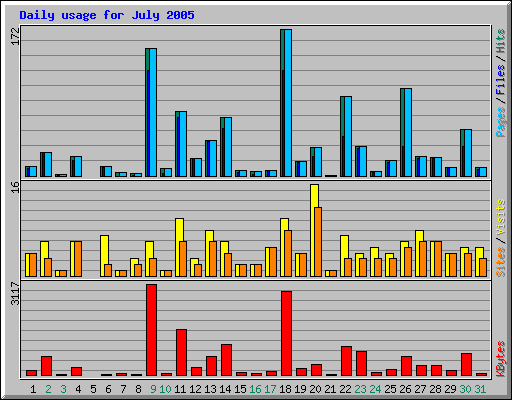 Daily usage for July 2005
172
Pages / Files / Hits
16
Sites / Visits
3117
KBytes
1 2 3 4 5 6 7 8 9 10 11 12 13 14 15 16 17 18 19 20 21 22 23 24 25 26 27 28 29 30 31